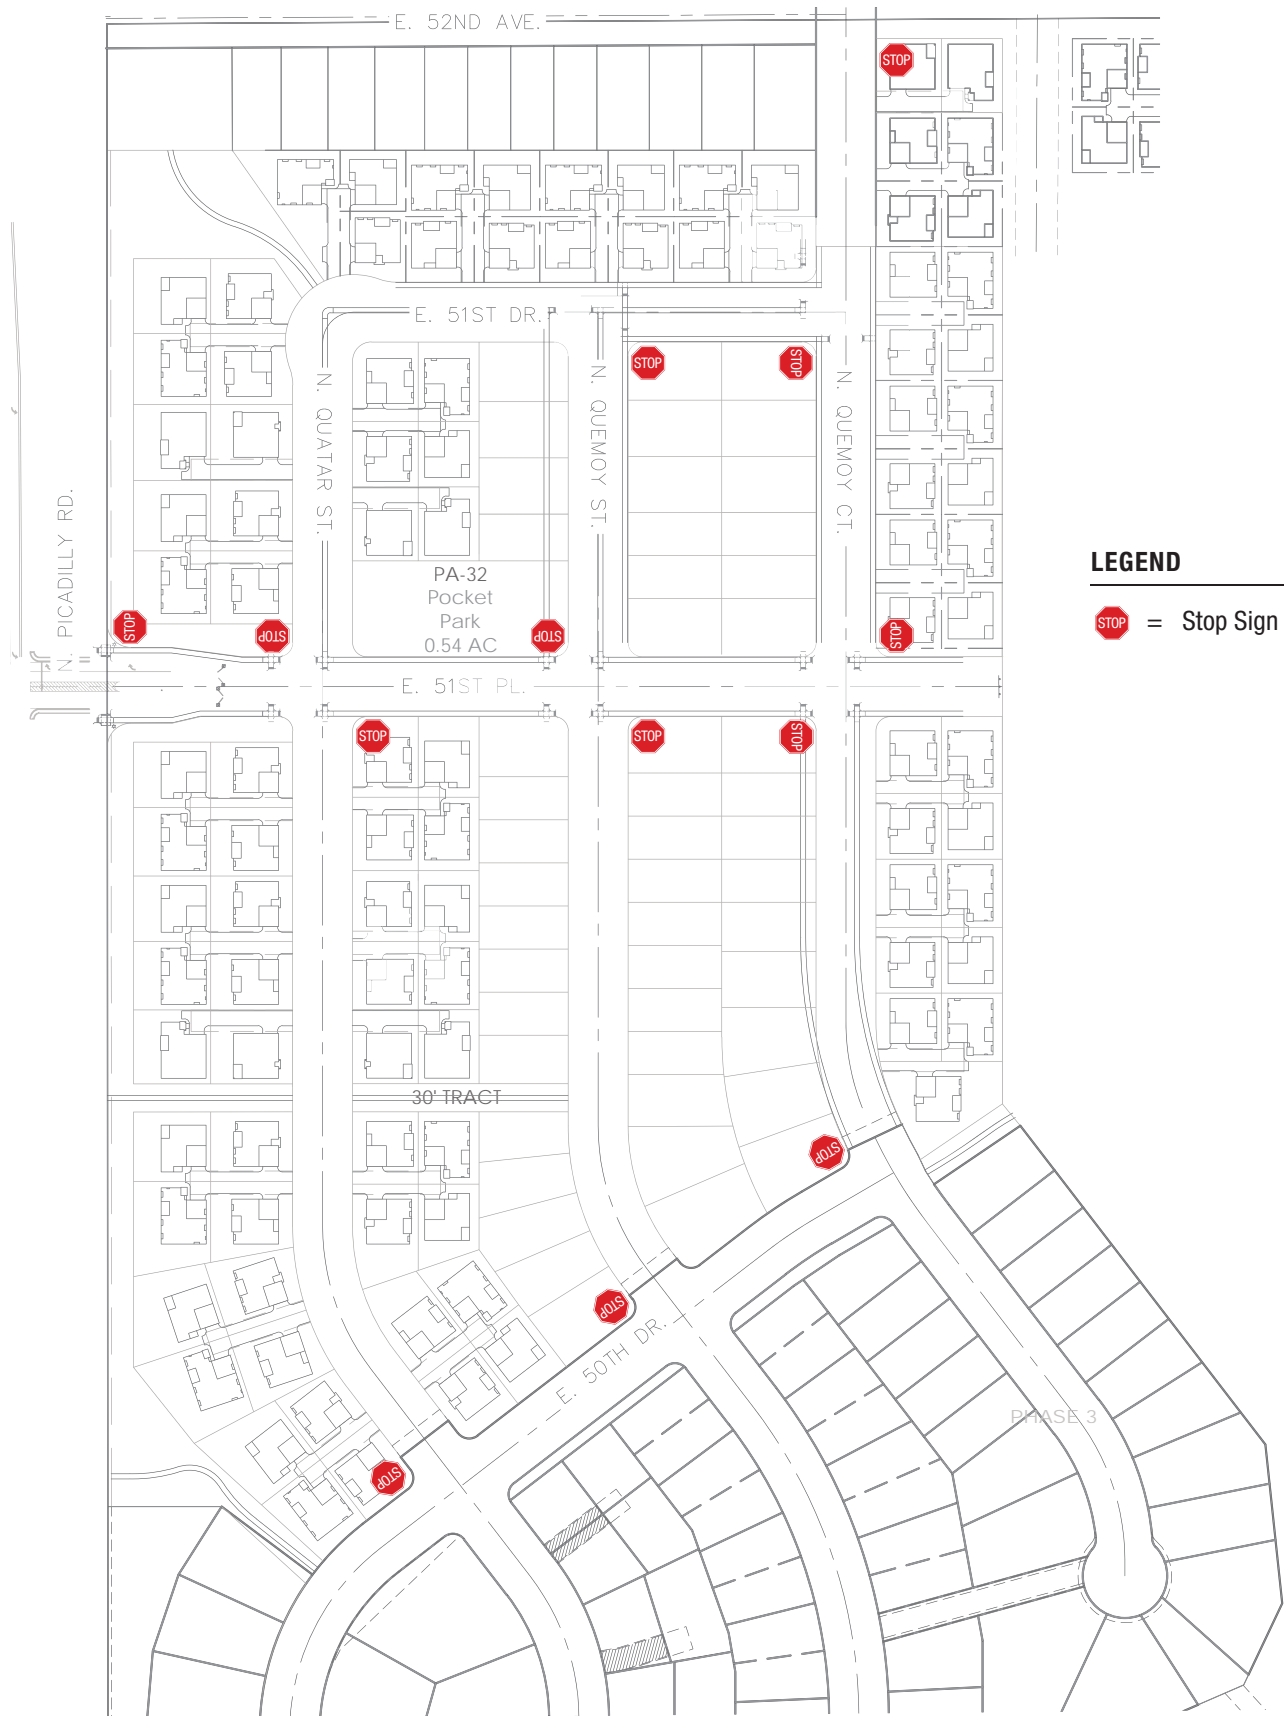 E. 52ND AVE.
STOP
E. 51ST DR.
STOP
STOP
N. QUATAR ST.
N. QUEMOY ST.
N. QUEMOY CT.
N. PICADILLY RD.
LEGEND
STOP = Stop Sign
PA-32
Pocket
Park
0.54 AC
STOP
STOP
STOP
STOP
E. 51ST PL.
STOP
STOP
STOP
30' TRACT
STOP
STOP
E. 50TH DR.
PHASE 3
STOP